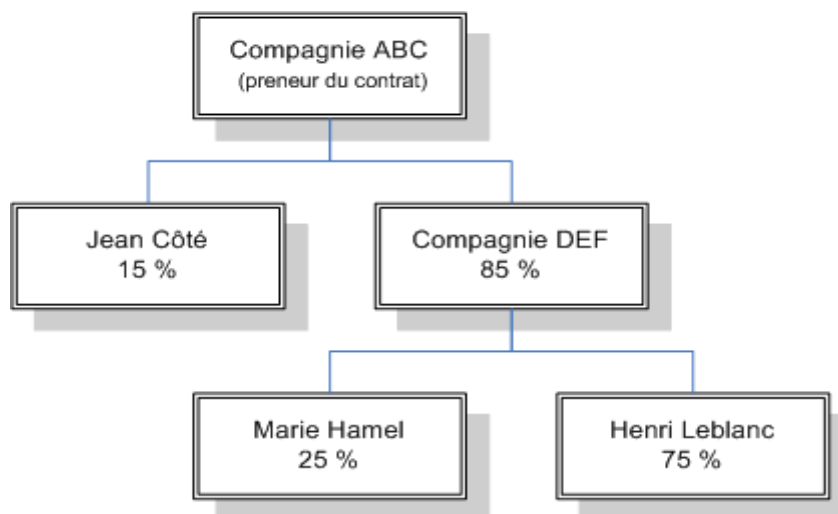 Compagnie ABC
(preneur du contrat)
Jean Côté
15 %
Compagnie DEF
85 %
Marie Hamel
25 %
Henri Leblanc
75 %